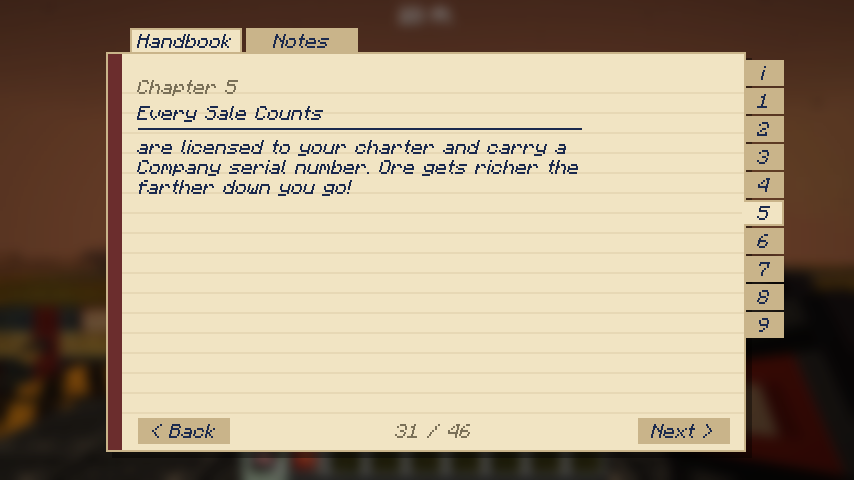 Handbook
Notes
Chapter 5
Every Sale Counts
are licensed to your charter and carry a
Company serial number. Ore gets richer the
farther down you go!
i
1
2
3
4
5
6
7
8
9
< Back
31 / 46
Next >